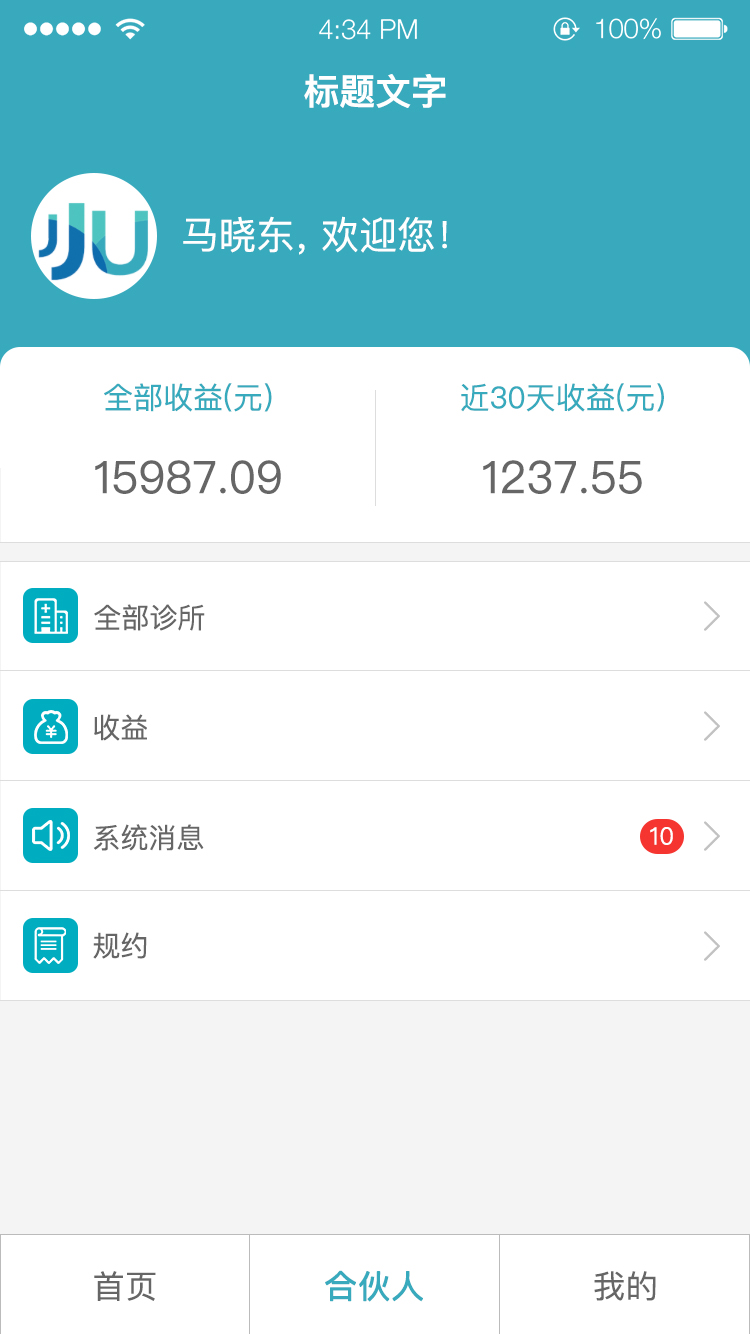 4:34 PM 100%
标题文字
JJU
马晓东, 欢迎您!
全部收益(元) 近30天收益(元)
15987.09 1237.55
全部诊所
收益
系统消息 10
规约
首页 合伙人 我的